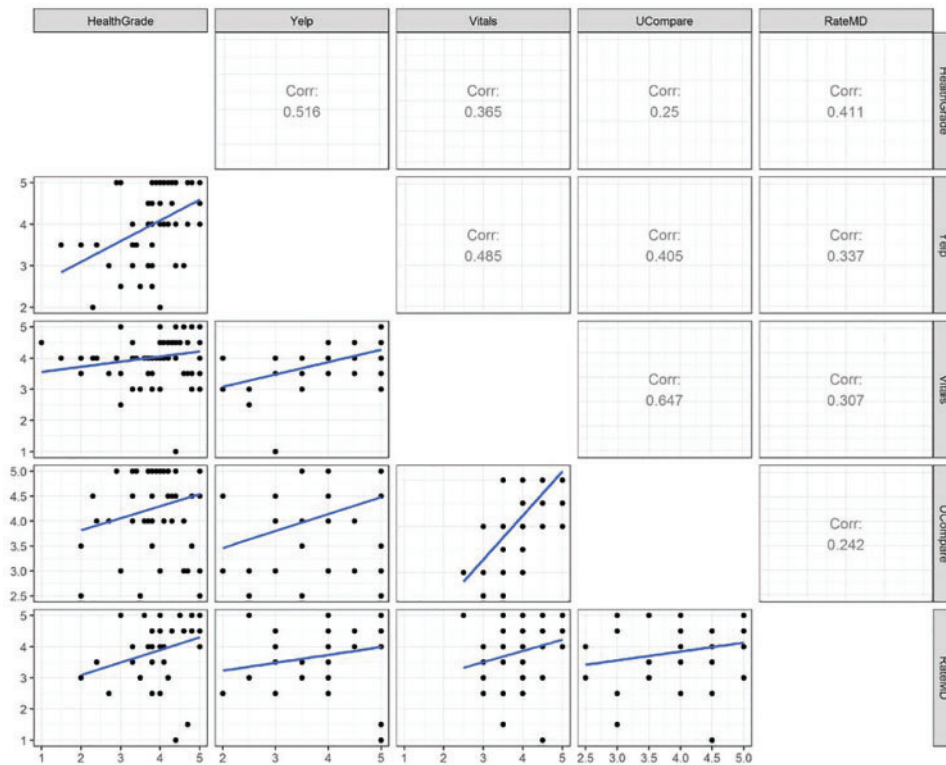 HealthGrade Yelp Vitals UCompare RateMD
Corr: Corr: Corr: Corr:
0.516 0.365 0.25 0.411
HealthGrade
5
4
3
2
Corr: Corr: Corr:
0.485 0.405 0.337
Yelp
5
4
3
2
1
Corr: Corr:
0.647 0.307
Vitals
5.0
4.5
4.0
3.5
3.0
2.5
Corr:
0.242
UCompare
5
4
3
2
1
RateMD
1 2 3 4 5 2 3 4 5 1 2 3 4 5 2.5 3.0 3.5 4.0 4.5 5.0